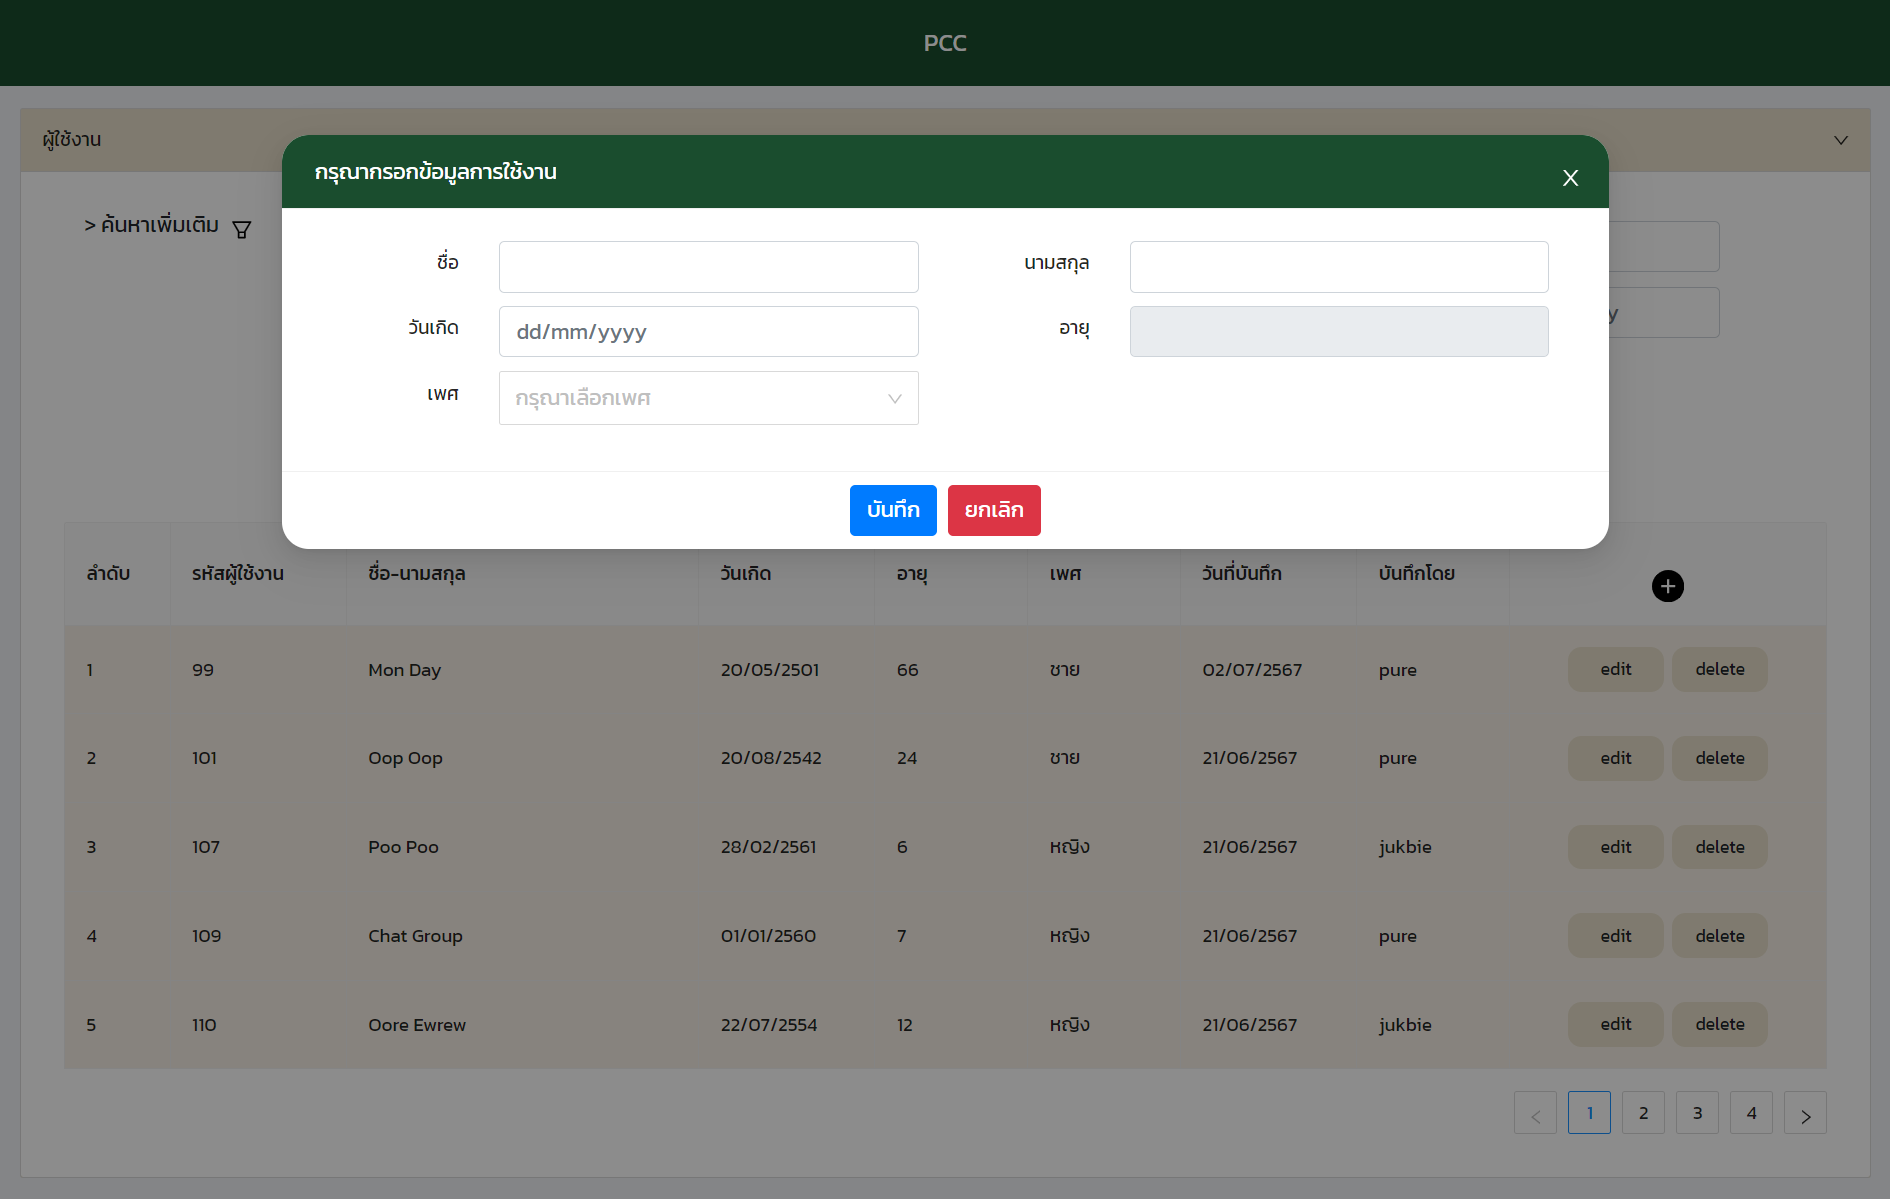 PCC
ผู้ใช้งาน
กรุณากรอกข้อมูลการใช้งาน
X
> ค้นหาเพิ่มเติม
ชื่อ
นามสกุล
วันเกิด dd/mm/yyyy
อายุ
y
เพศ กรุณาเลือกเพศ
บันทึก ยกเลิก
ลำดับ รหัสผู้ใช้งาน ชื่อ-นามสกุล วันเกิด อายุ เพศ วันที่บันทึก บันทึกโดย
1 99 Mon Day 20/05/2501 66 ชาย 02/07/2567 pure edit delete
2 101 Oop Oop 20/08/2542 24 ชาย 21/06/2567 pure edit delete
3 107 Poo Poo 28/02/2561 6 หญิง 21/06/2567 jukbie edit delete
4 109 Chat Group 01/01/2560 7 หญิง 21/06/2567 pure edit delete
5 110 Oore Ewrew 22/07/2554 12 หญิง 21/06/2567 jukbie edit delete
< 1 2 3 4 >